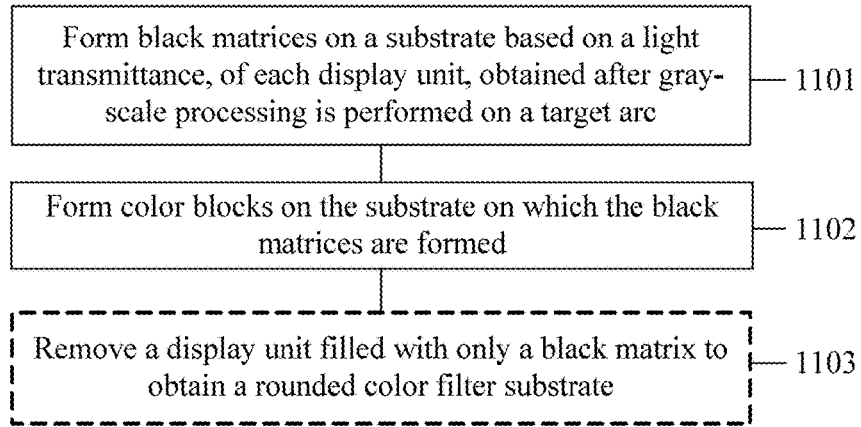 Form black matrices on a substrate based on a light
transmittance, of each display unit, obtained after gray-
scale processing is performed on a target arc
1101
Form color blocks on the substrate on which the black
matrices are formed
1102
Remove a display unit filled with only a black matrix to
obtain a rounded color filter substrate
1103